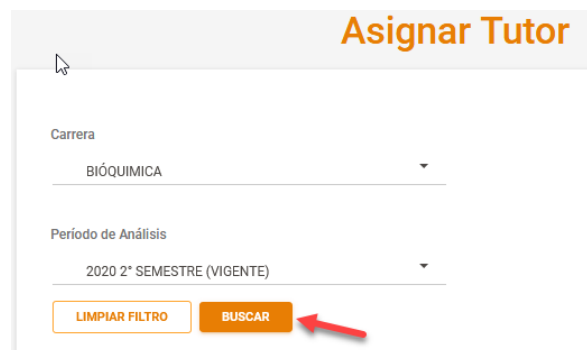 Asignar Tutor
Carrera
BIÓQUIMICA
Período de Análisis
2020 2° SEMESTRE (VIGENTE)
LIMPIAR FILTRO BUSCAR